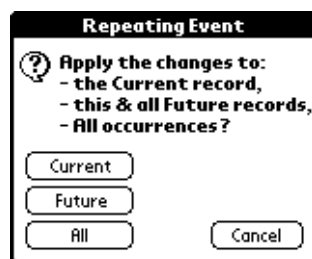 Repeating Event
Apply the changes to:
- the Current record,
- this & all Future records,
- All occurrences?
Current
Future
All
Cancel